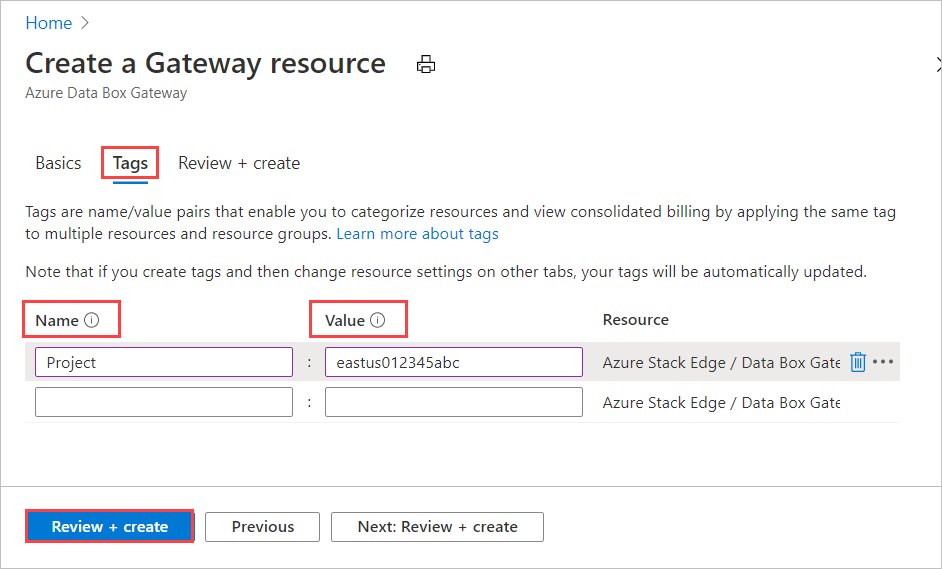 Home
Create a Gateway resource
Azure Data Box Gateway
Basics Tags Review + create
Tags are name/value pairs that enable you to categorize resources and view consolidated billing by applying the same tag
to multiple resources and resource groups. Learn more about tags
Note that if you create tags and then change resource settings on other tabs, your tags will be automatically updated.
Name Value Resource
Project : eastus012345abc Azure Stack Edge / Data Box Gate
: Azure Stack Edge / Data Box Gate
Review + create Previous Next: Review + create